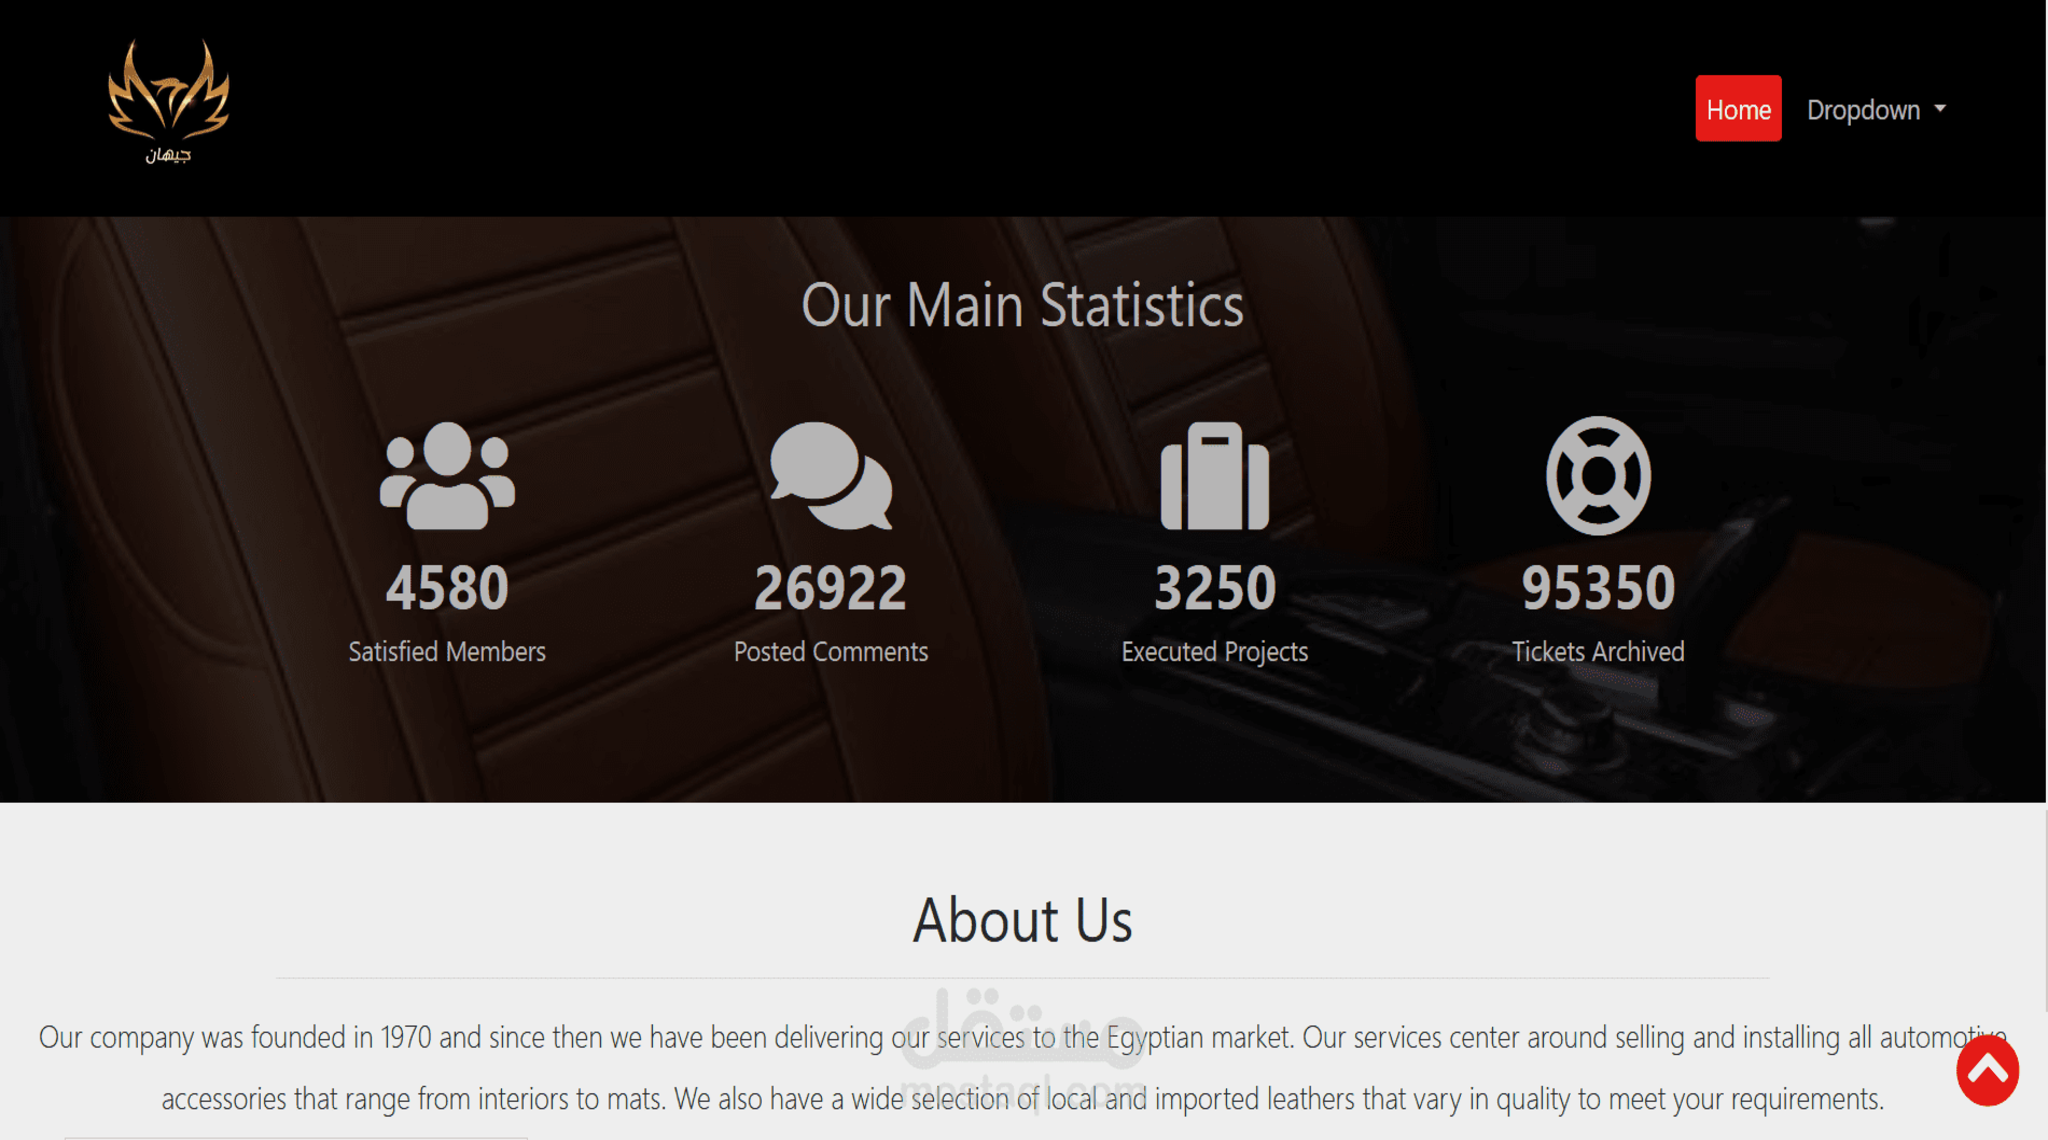 جيهان
Home
Dropdown
Our Main Statistics
4580
26922
3250
95350
Satisfied Members
Posted Comments
Executed Projects
Tickets Archived
About Us
Our company was founded in 1970 and since then we have been delivering our services to the Egyptian market. Our services center around selling and installing all automotive
accessories that range from interiors to mats. We also have a wide selection of local and imported leathers that vary in quality to meet your requirements.
مستقل
mostaql.com